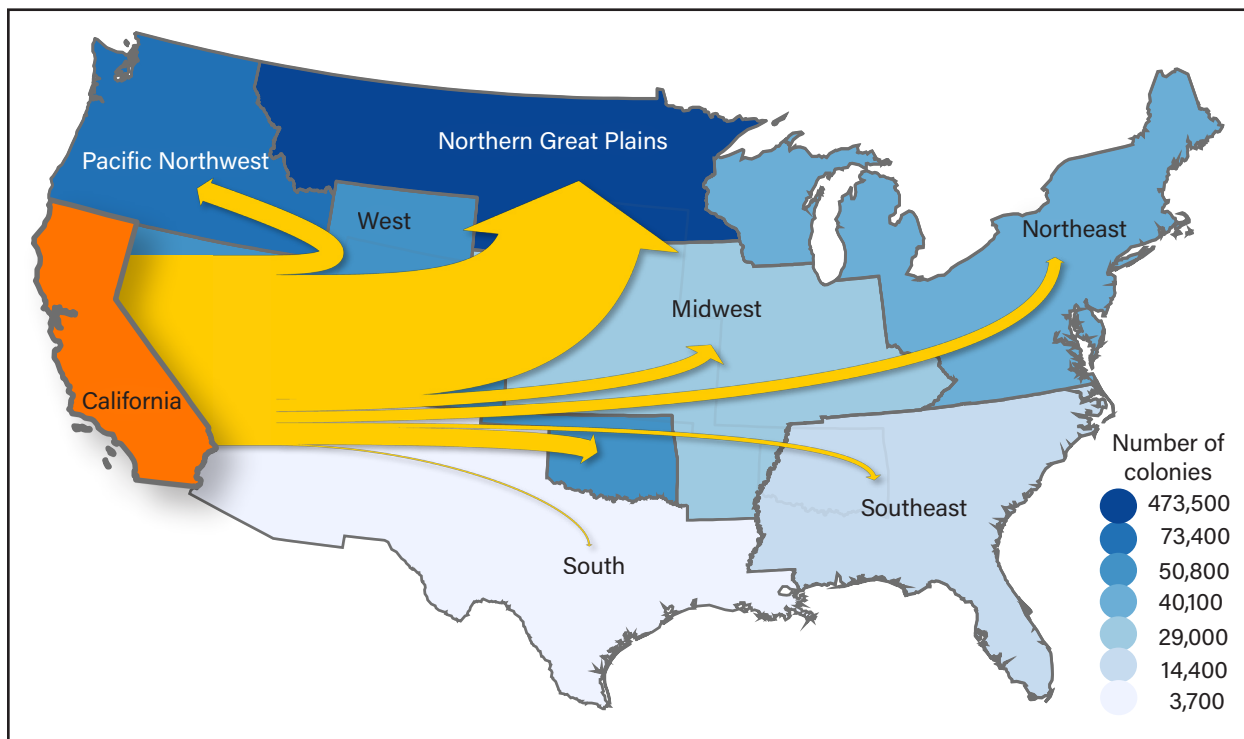 Northern Great Plains
Pacific Northwest
West
Northeast
Midwest
California
Southeast
South
Number of
colonies
473,500
73,400
50,800
40,100
29,000
14,400
3,700